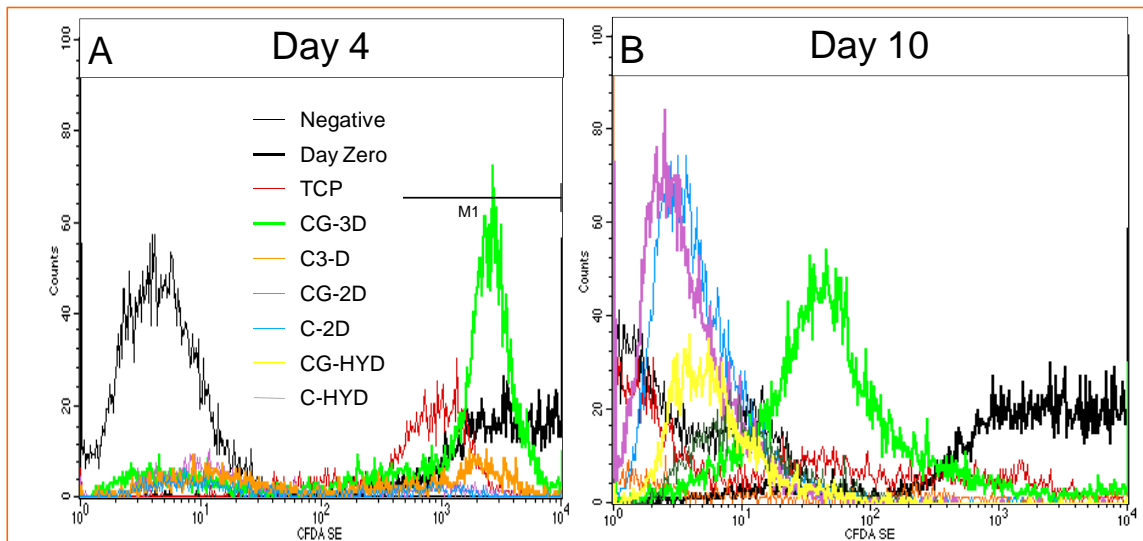 A Day 4
100
80
60
40
20
0
Counts
Negative
Day Zero
TCP
CG-3D
C3-D
CG-2D
C-2D
CG-HYD
C-HYD
M1
10^0 10^1 10^2 10^3 10^4
CFDA SE
B Day 10
100
80
60
40
20
0
Counts
10^0 10^1 10^2 10^3 10^4
CFDA SE